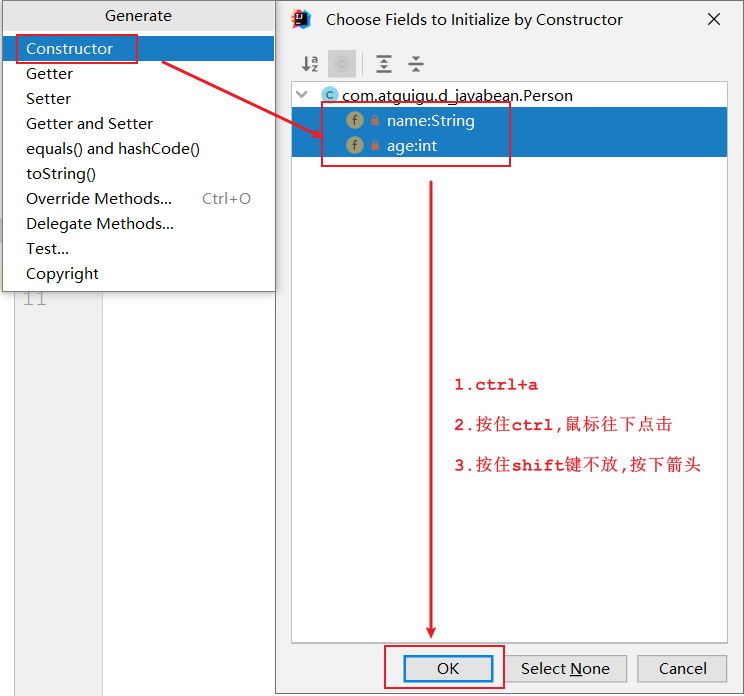 Generate
Constructor
Getter
Setter
Getter and Setter
equals() and hashCode()
toString()
Override Methods... Ctrl+O
Delegate Methods...
Test...
Copyright
11
Choose Fields to Initialize by Constructor
com.atguigu.d_javabean.Person
name:String
age:int
1.ctrl+a
2.按住ctrl,鼠标往下点击
3.按住shift键不放,按下箭头
OK
Select None
Cancel